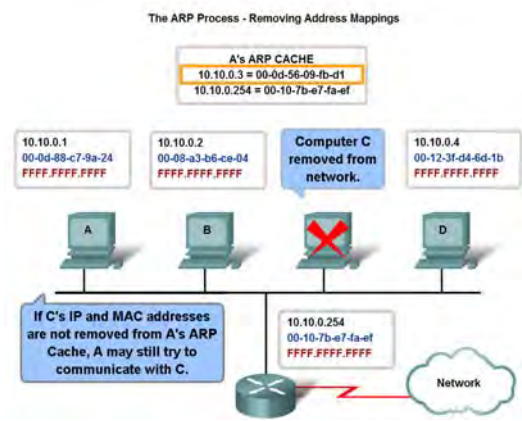 The ARP Process - Removing Address Mappings
A's ARP CACHE
10.10.0.3 = 00-0d-56-09-fb-d1
10.10.0.254 = 00-10-7b-e7-fa-ef
10.10.0.1
00-0d-88-c7-9a-24
FFFF.FFFF.FFFF
10.10.0.2
00-08-a3-b6-ce-04
FFFF.FFFF.FFFF
Computer C
removed from
network.
10.10.0.4
00-12-3f-d4-6d-1b
FFFF.FFFF.FFFF
A
B
D
If C's IP and MAC addresses
are not removed from A's ARP
Cache, A may still try to
communicate with C.
10.10.0.254
00-10-7b-e7-fa-ef
FFFF.FFFF.FFFF
Network